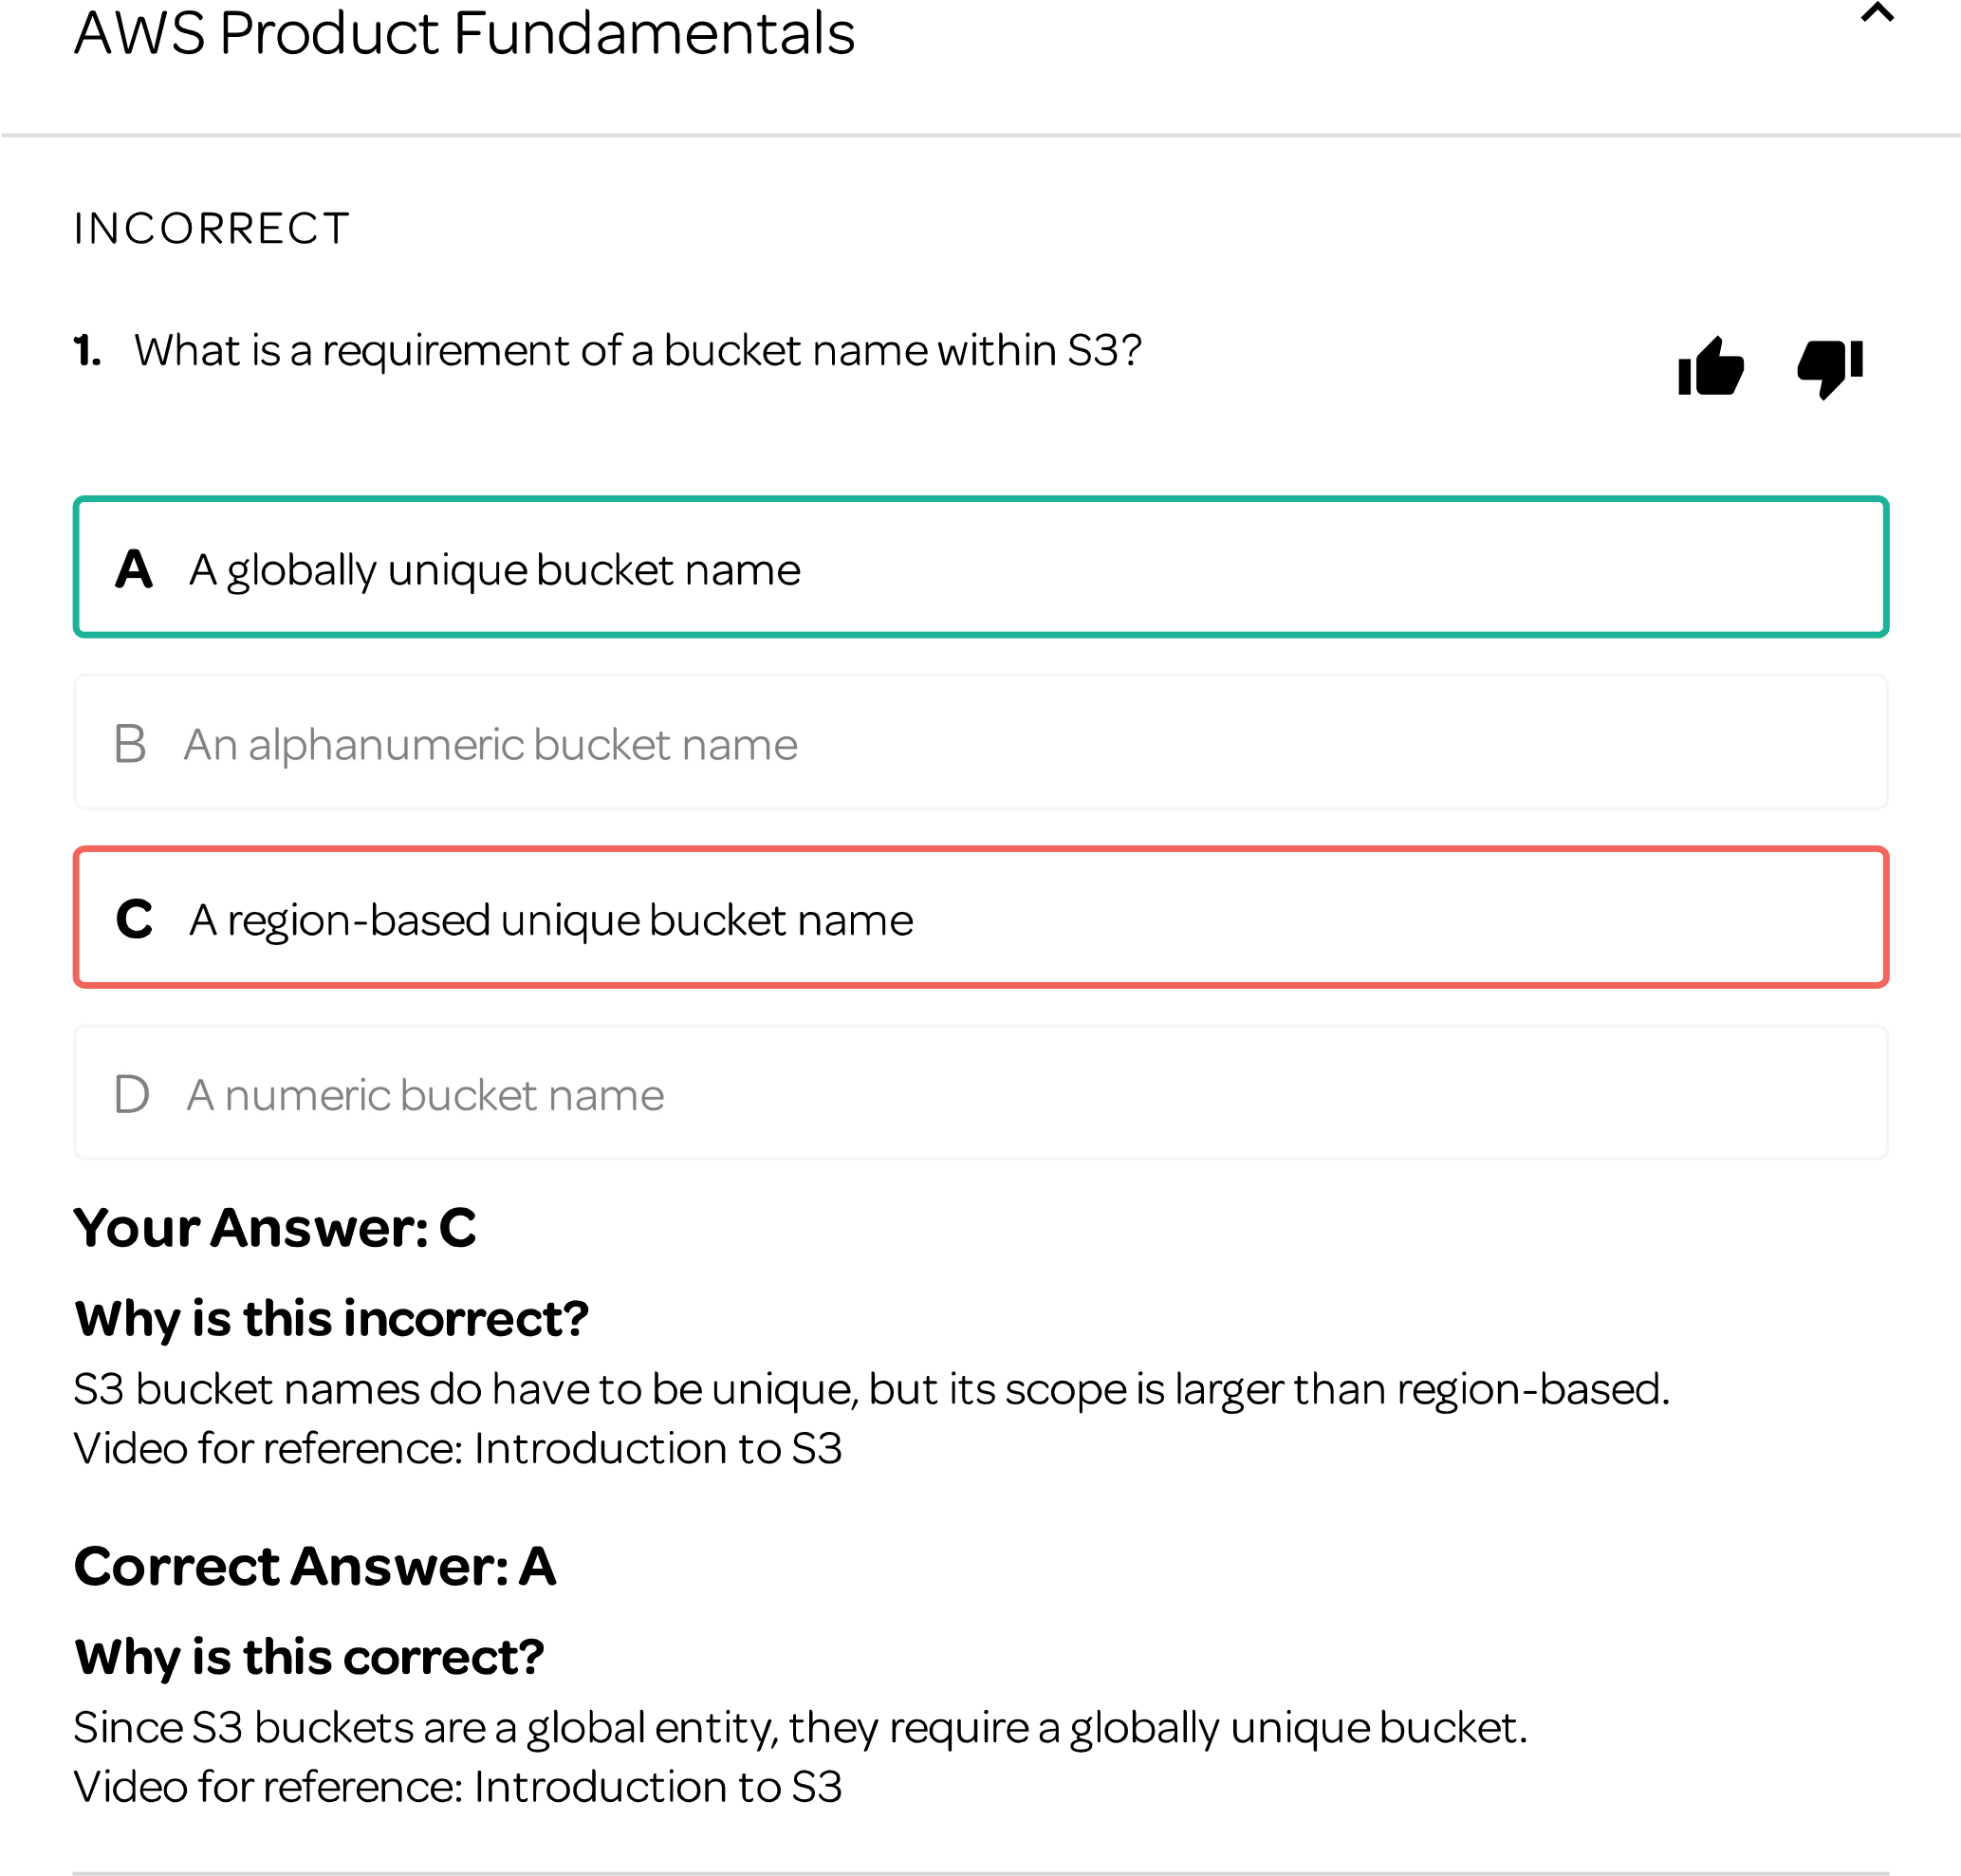 AWS Product Fundamentals
INCORRECT
1. What is a requirement of a bucket name within S3?
A A globally unique bucket name
B An alphanumeric bucket name
C A region-based unique bucket name
D A numeric bucket name
Your Answer: C
Why is this incorrect?
S3 bucket names do have to be unique, but its scope is larger than region-based.
Video for reference: Introduction to S3
Correct Answer: A
Why is this correct?
Since S3 buckets are a global entity, they require a globally unique bucket.
Video for reference: Introduction to S3